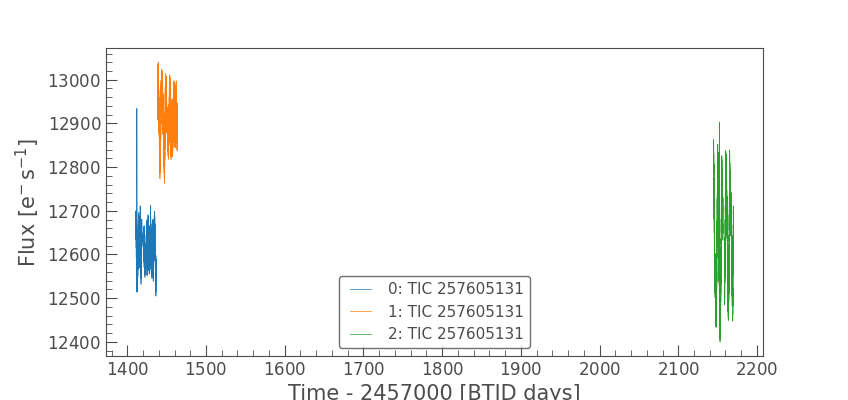 13000
12900
12800
12700
12600
12500
12400
Flux [e⁻ s⁻¹]
0: TIC 257605131
1: TIC 257605131
2: TIC 257605131
1400 1500 1600 1700 1800 1900 2000 2100 2200
Time - 2457000 [BTJD days]